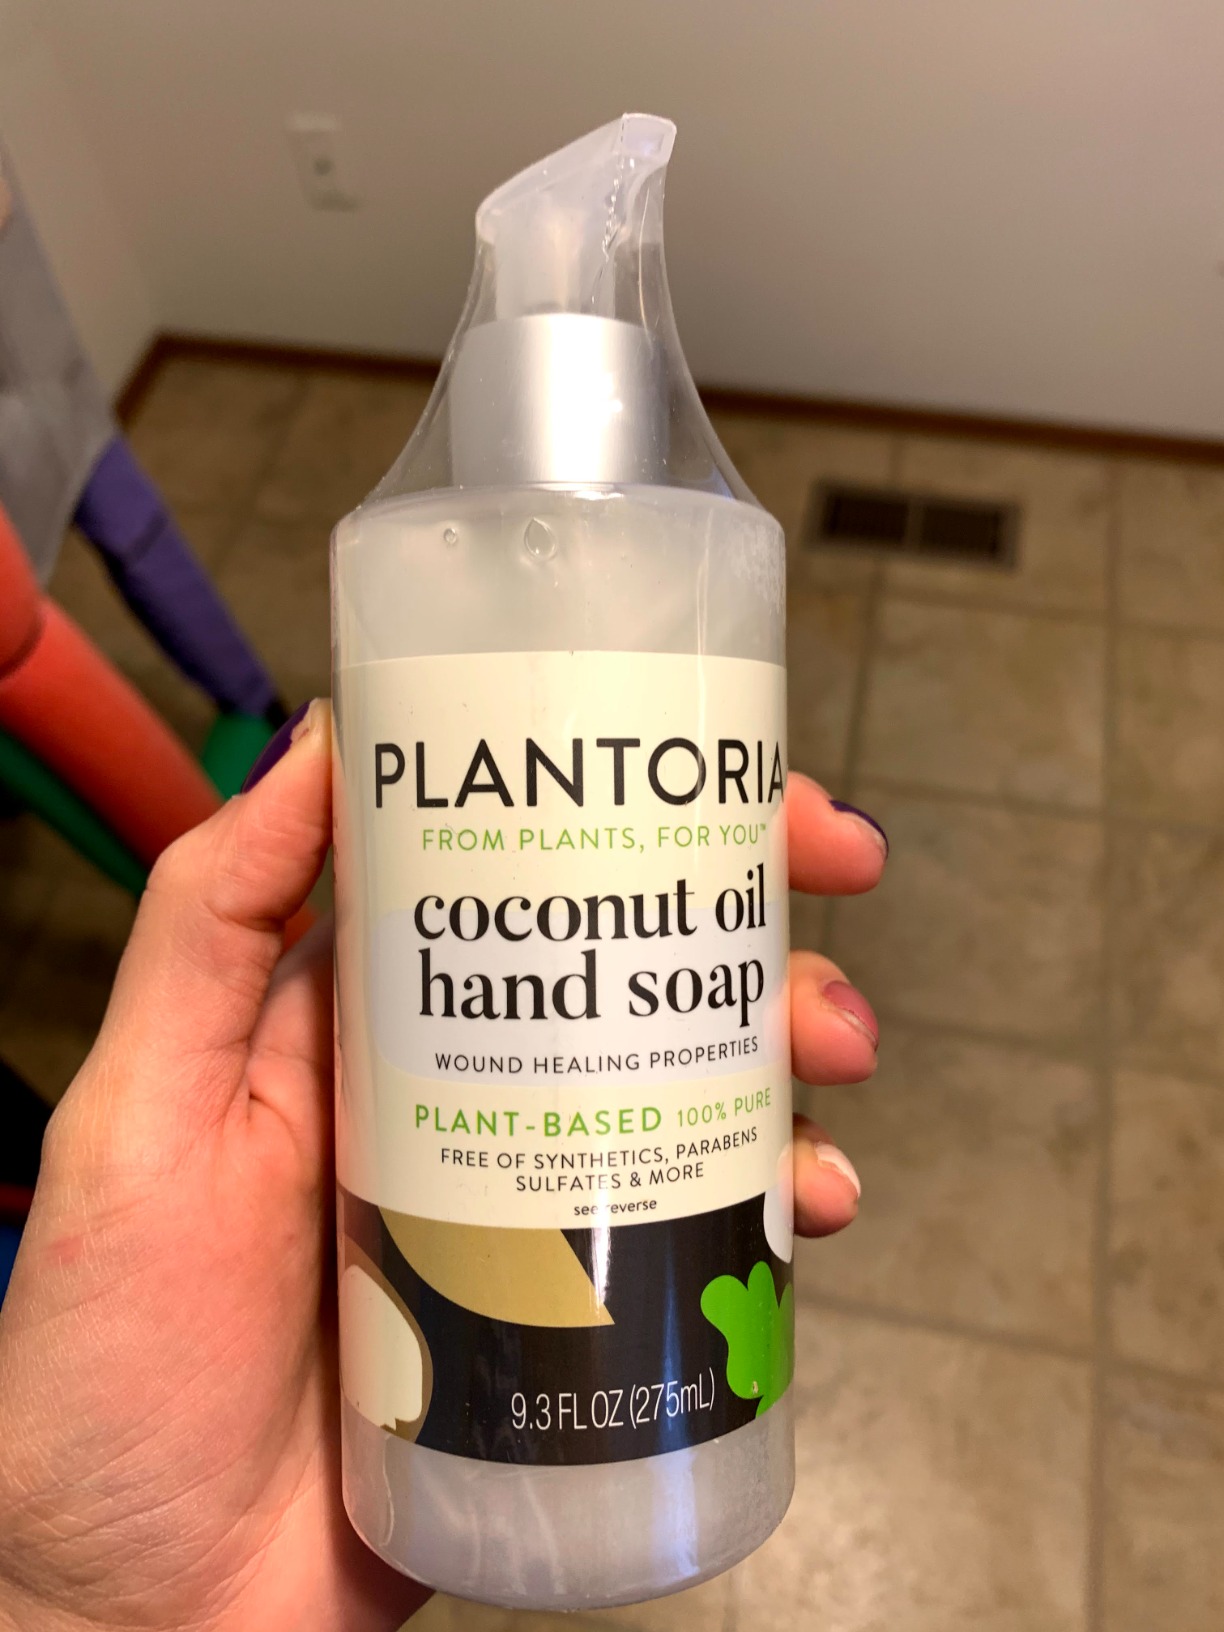 PLANTORIA
FROM PLANTS, FOR YOU™
coconut oil
hand soap
WOUND HEALING PROPERTIES
PLANT-BASED 100% PURE
FREE OF SYNTHETICS, PARABENS
SULFATES & MORE
see reverse
9.3 FL OZ (275mL)